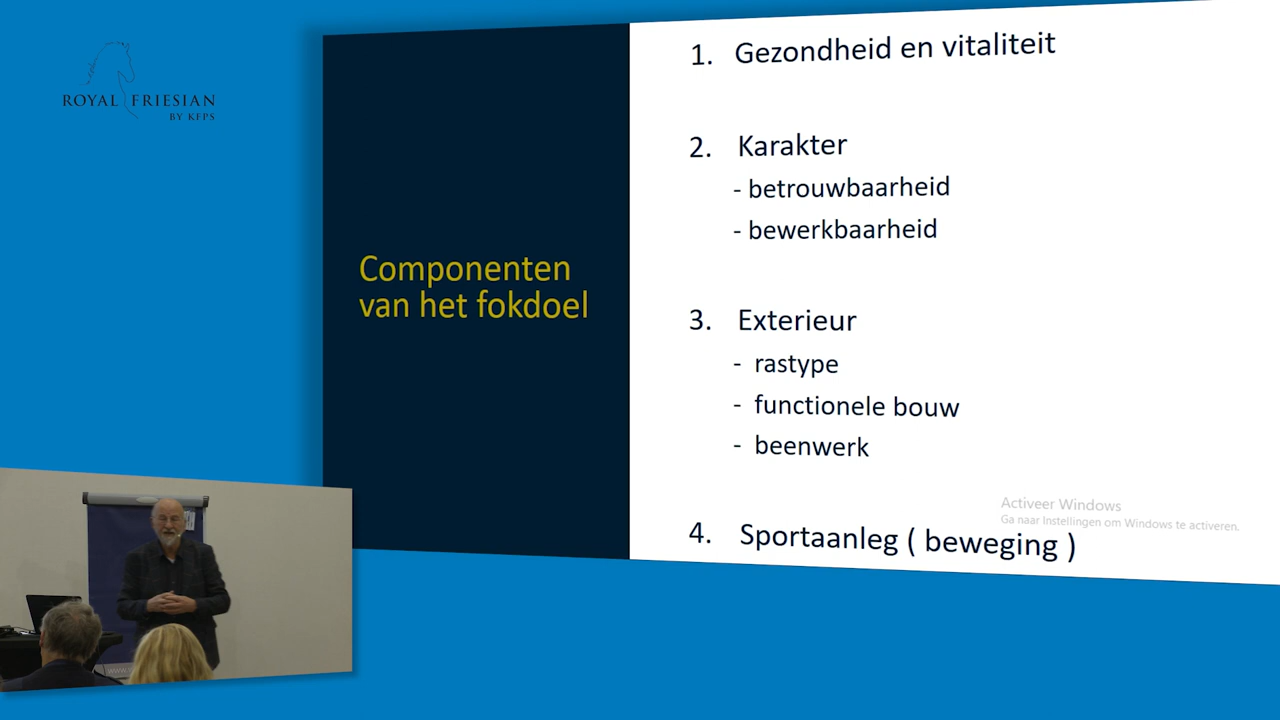 ROYAL FRIESIAN
BY KFPS
Componenten
van het fokdoel
1. Gezondheid en vitaliteit
2. Karakter
- betrouwbaarheid
- bewerkbaarheid
3. Exterieur
- rastype
- functionele bouw
- beenwerk
Activeer Windows
Ga naar Instellingen om Windows te activeren.
4. Sportaanleg ( beweging )